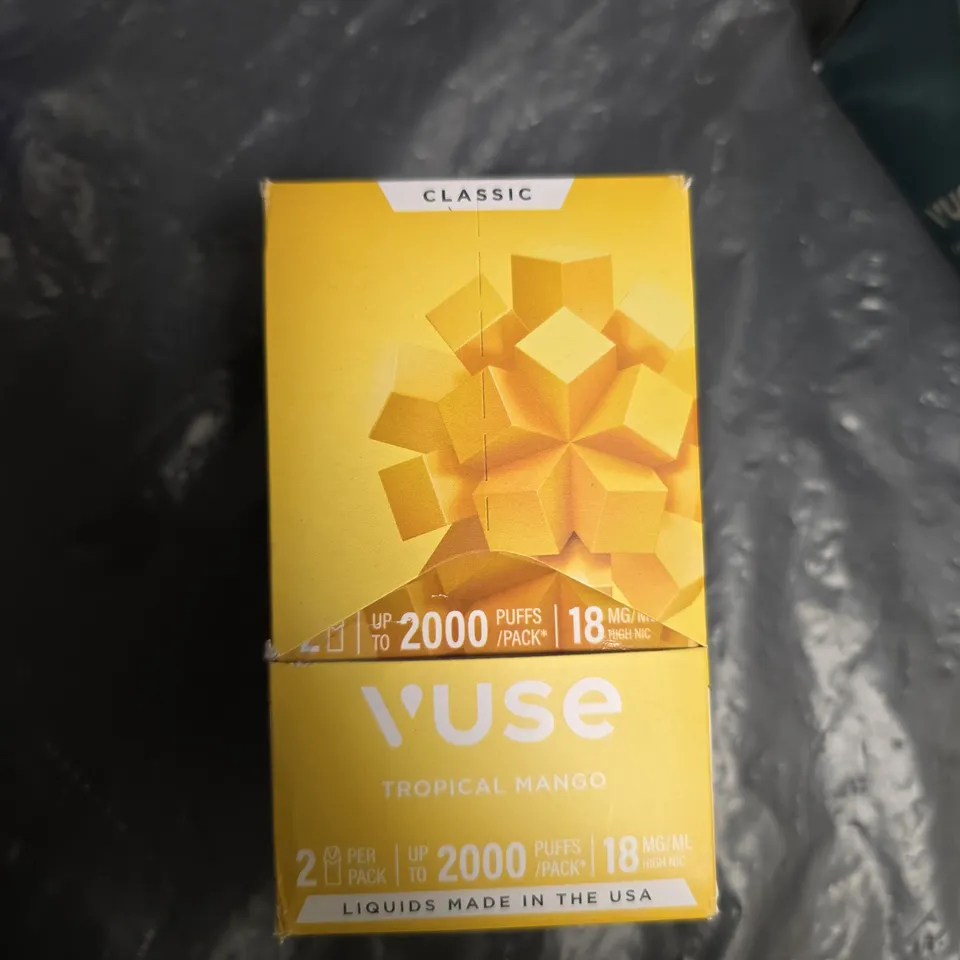 CLASSIC
2 UP TO 2000 PUFFS /PACK* 18 MG/ML HIGH NIC
vuse
TROPICAL MANGO
2 PER PACK UP TO 2000 PUFFS /PACK* 18 MG/ML HIGH NIC
LIQUIDS MADE IN THE USA